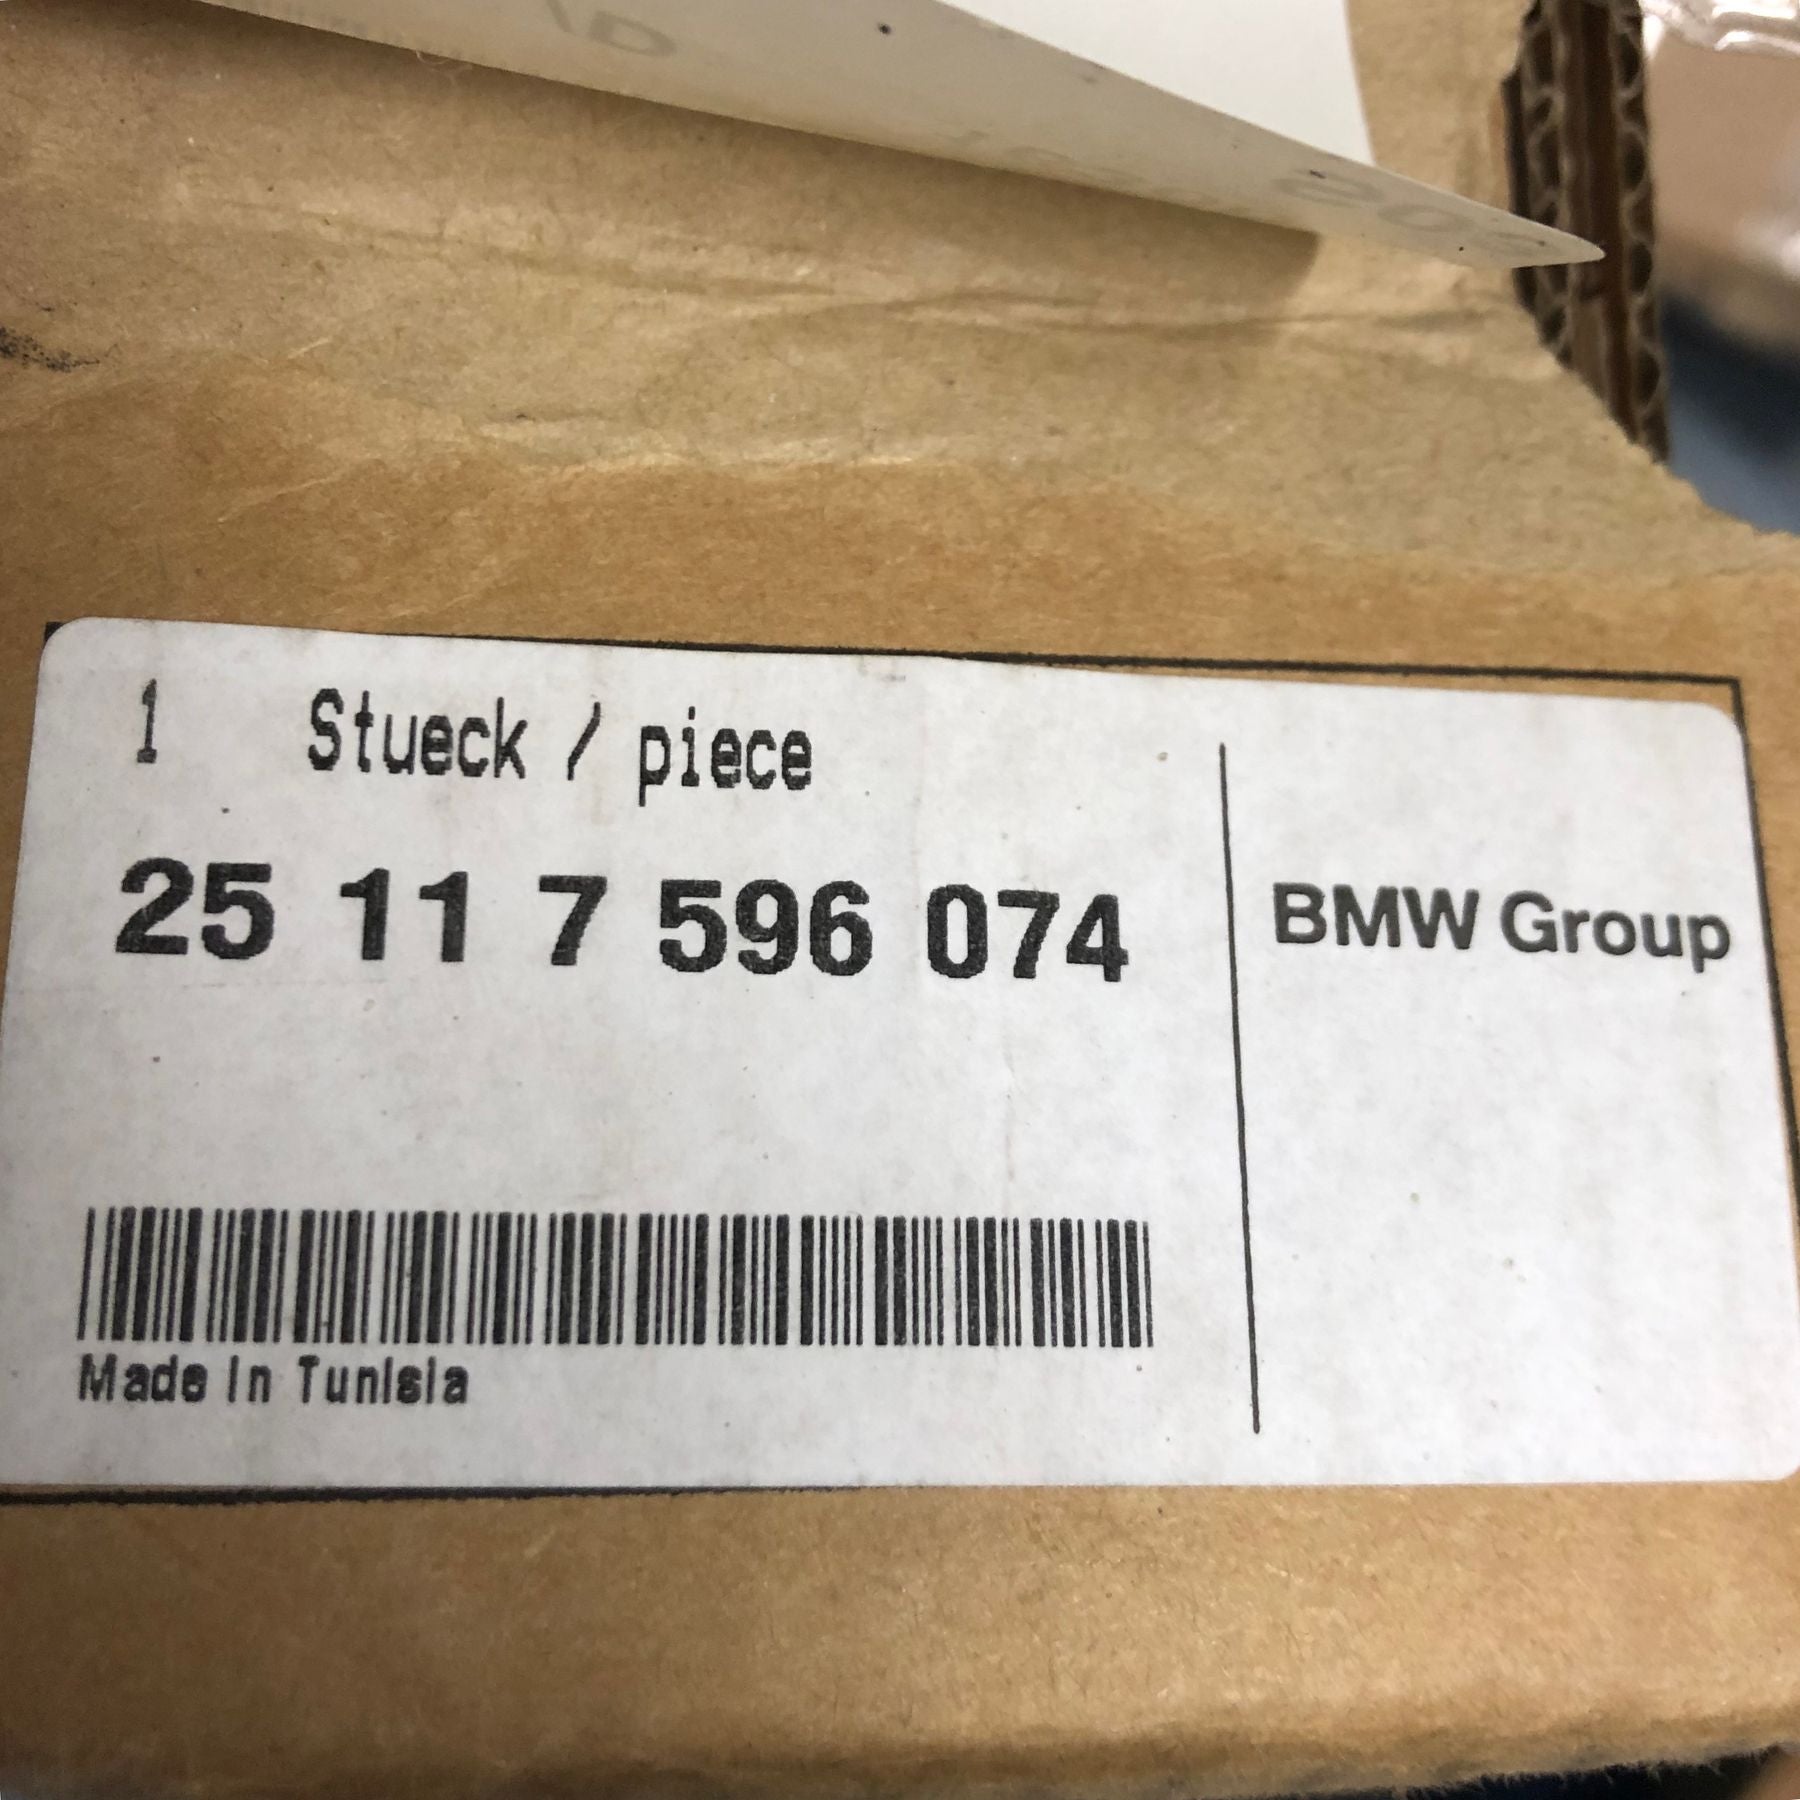 1 Stueck / piece
25 11 7 596 074
BMW Group
Made In Tunisia